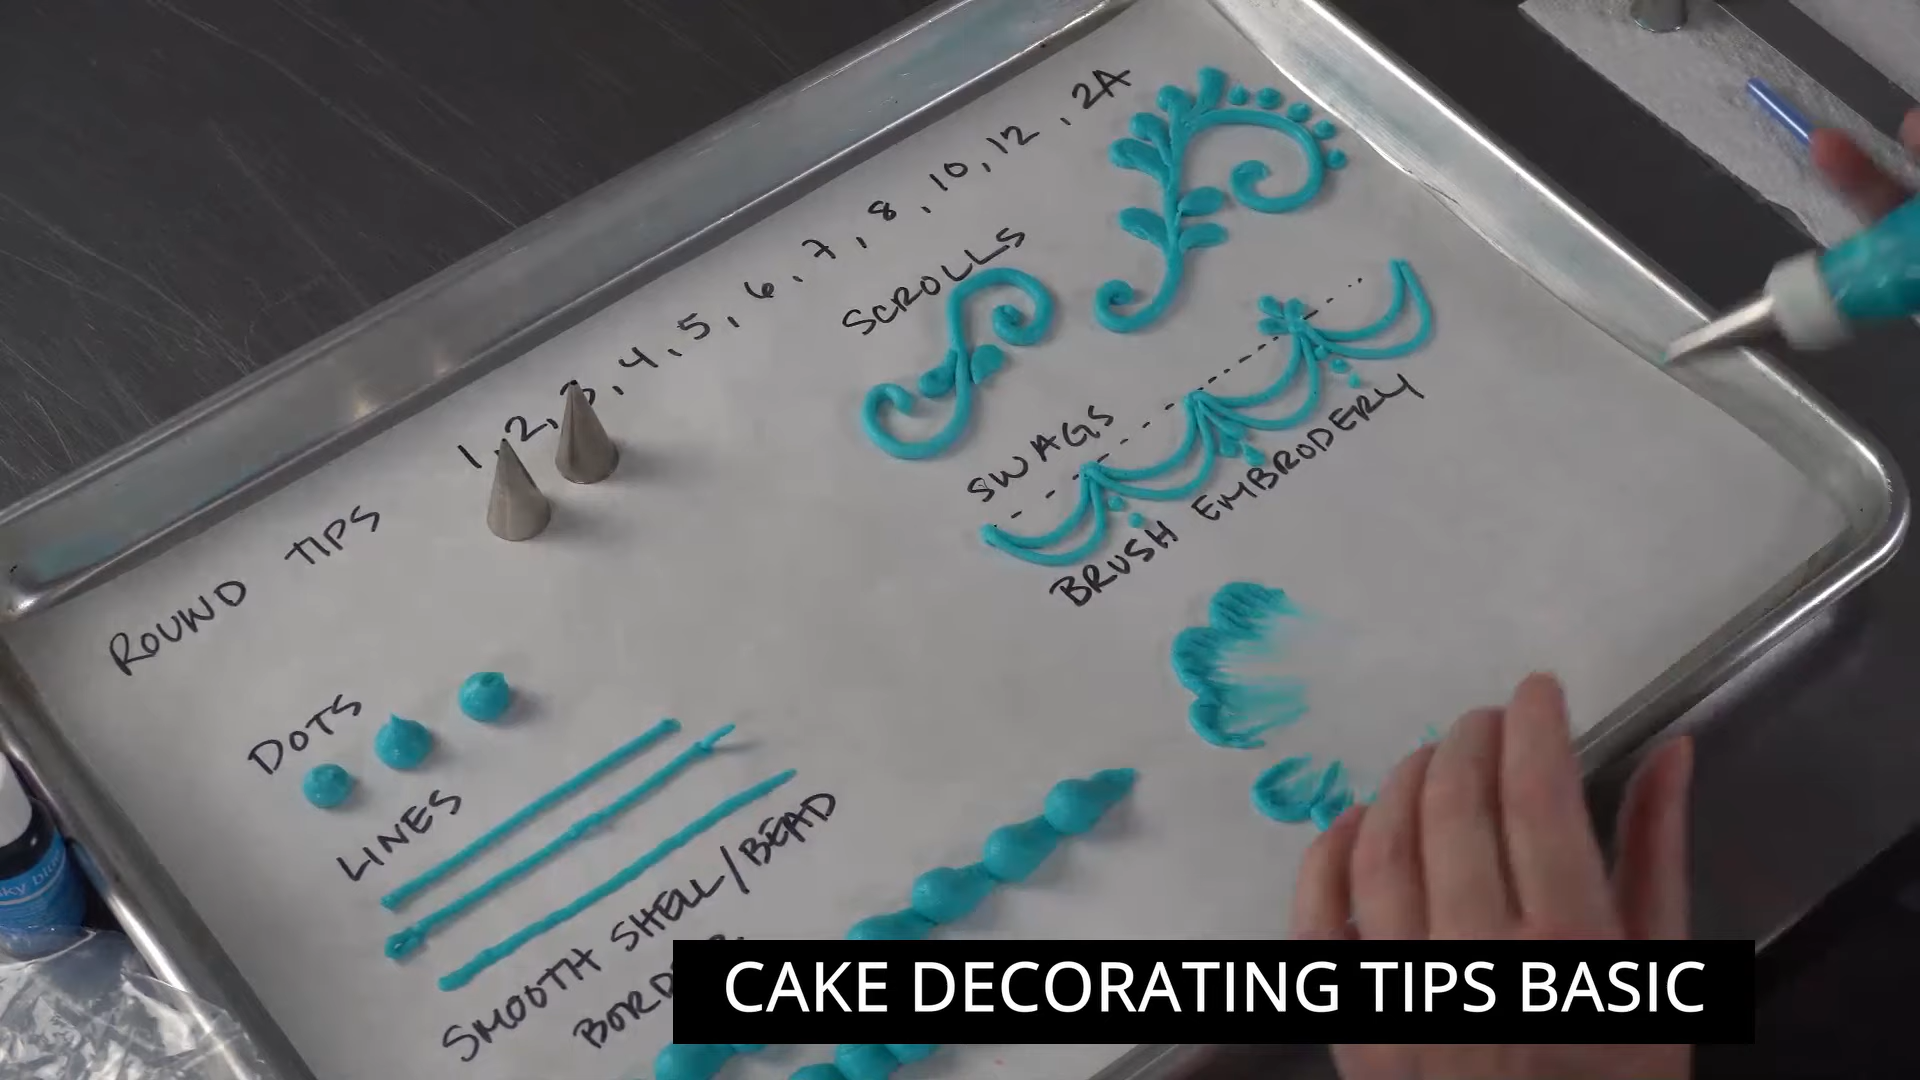 ROUND TIPS 1, 2, 3, 4, 5, 6, 7, 8, 10, 12, 2A
SCROLLS
SWAGS
BRUSH EMBRODERY
DOTS
LINES
SMOOTH SHELL/BEAD
CAKE DECORATING TIPS BASIC